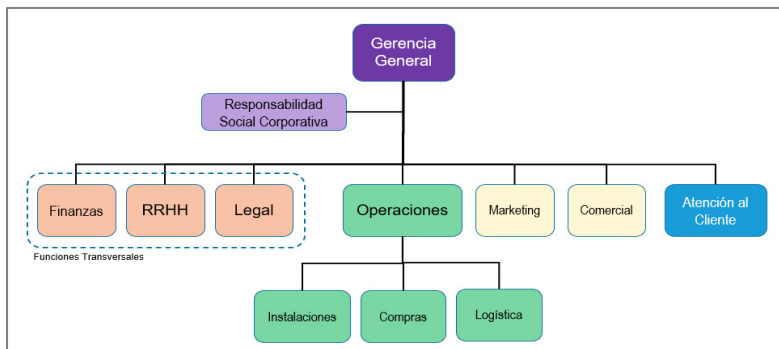 Gerencia
General
Responsabilidad
Social Corporativa
Finanzas
RRHH
Legal
Operaciones
Marketing
Comercial
Atención al
Cliente
Funciones Transversales
Instalaciones
Compras
Logística